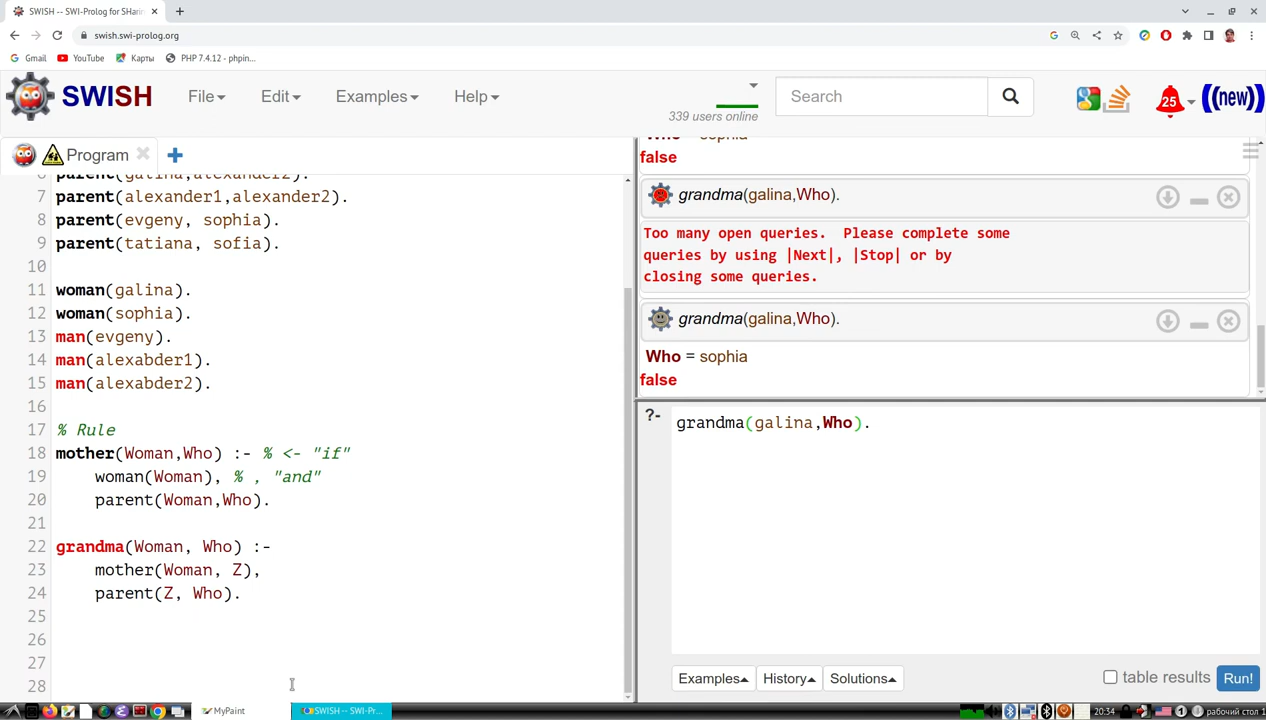 SWISH -- SWI-Prolog for SHarin
swish.swi-prolog.org
Gmail YouTube Карты PHP 7.4.12 - phpin...
SWISH File Edit Examples Help 339 users online Search 25 ((new))
Program
6 parent(galina,alexander2).
7 parent(alexander1,alexander2).
8 parent(evgeny, sophia).
9 parent(tatiana, sofia).
10
11 woman(galina).
12 woman(sophia).
13 man(evgeny).
14 man(alexabder1).
15 man(alexabder2).
16
17 % Rule
18 mother(Woman,Who) :- % <- "if"
19 woman(Woman), % , "and"
20 parent(Woman,Who).
21
22 grandma(Woman, Who) :-
23 mother(Woman, Z),
24 parent(Z, Who).
25
26
27
28
Who = sophia
false
grandma(galina,Who).
Too many open queries. Please complete some
queries by using |Next|, |Stop| or by
closing some queries.
grandma(galina,Who).
Who = sophia
false
?- grandma(galina,Who).
Examples History Solutions table results Run!
MyPaint SWISH -- SWI-Pr... 20:34 1 рабочий стол 1